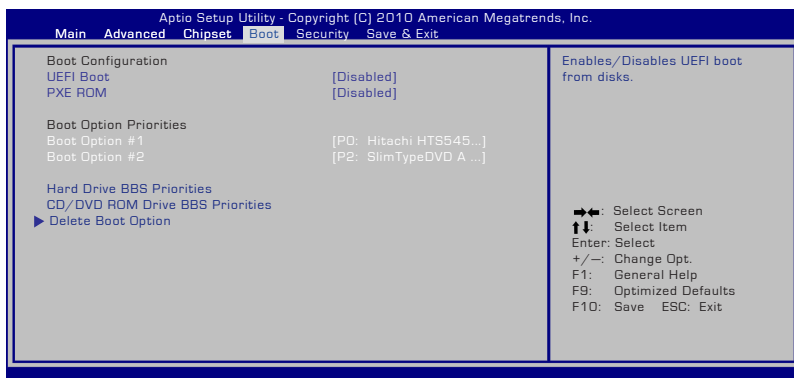 Aptio Setup Utility - Copyright (C) 2010 American Megatrends, Inc.
Main Advanced Chipset Boot Security Save & Exit
Boot Configuration
UEFI Boot [Disabled]
PXE ROM [Disabled]
Boot Option Priorities
Boot Option #1 [P0: Hitachi HTS545...]
Boot Option #2 [P2: SlimTypeDVD A ...]
Hard Drive BBS Priorities
CD/DVD ROM Drive BBS Priorities
▶ Delete Boot Option
Enables/Disables UEFI boot
from disks.
→←: Select Screen
↑↓: Select Item
Enter: Select
+/—: Change Opt.
F1: General Help
F9: Optimized Defaults
F10: Save ESC: Exit